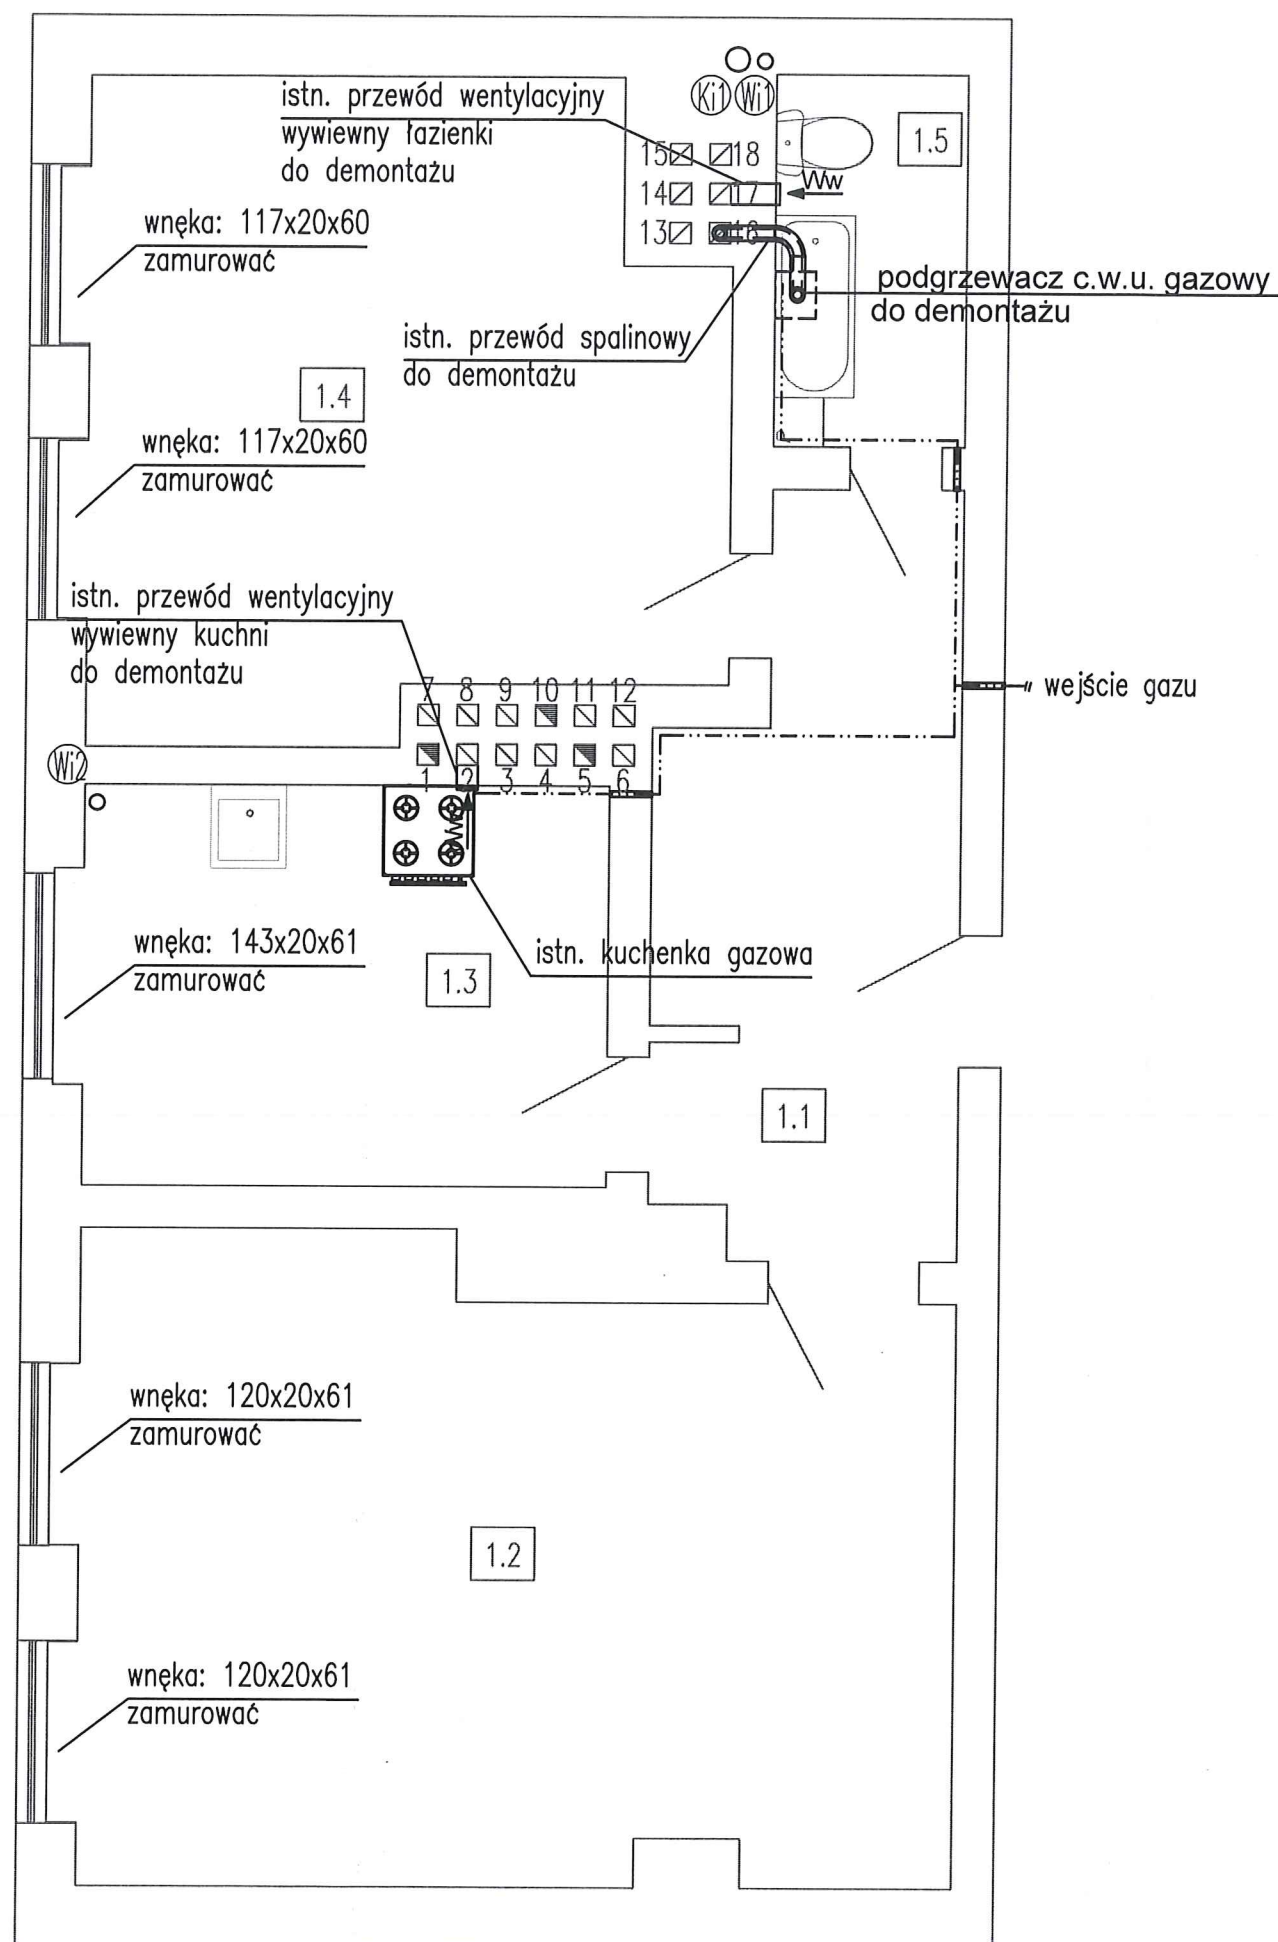 istn. przewód wentylacyjny
wywiewny łazienki
do demontażu
Ki1 Wi1
1.5
15 18
14 17
13 16
Ww
wnęka: 117x20x60
zamurować
podgrzewacz c.w.u. gazowy
do demontażu
istn. przewód spalinowy
do demontażu
1.4
wnęka: 117x20x60
zamurować
istn. przewód wentylacyjny
wywiewny kuchni
do demontażu
7 8 9 10 11 12
wejście gazu
Wi2
1 2 3 4 5 6
Ww
wnęka: 143x20x61
zamurować
istn. kuchenka gazowa
1.3
1.1
wnęka: 120x20x61
zamurować
1.2
wnęka: 120x20x61
zamurować